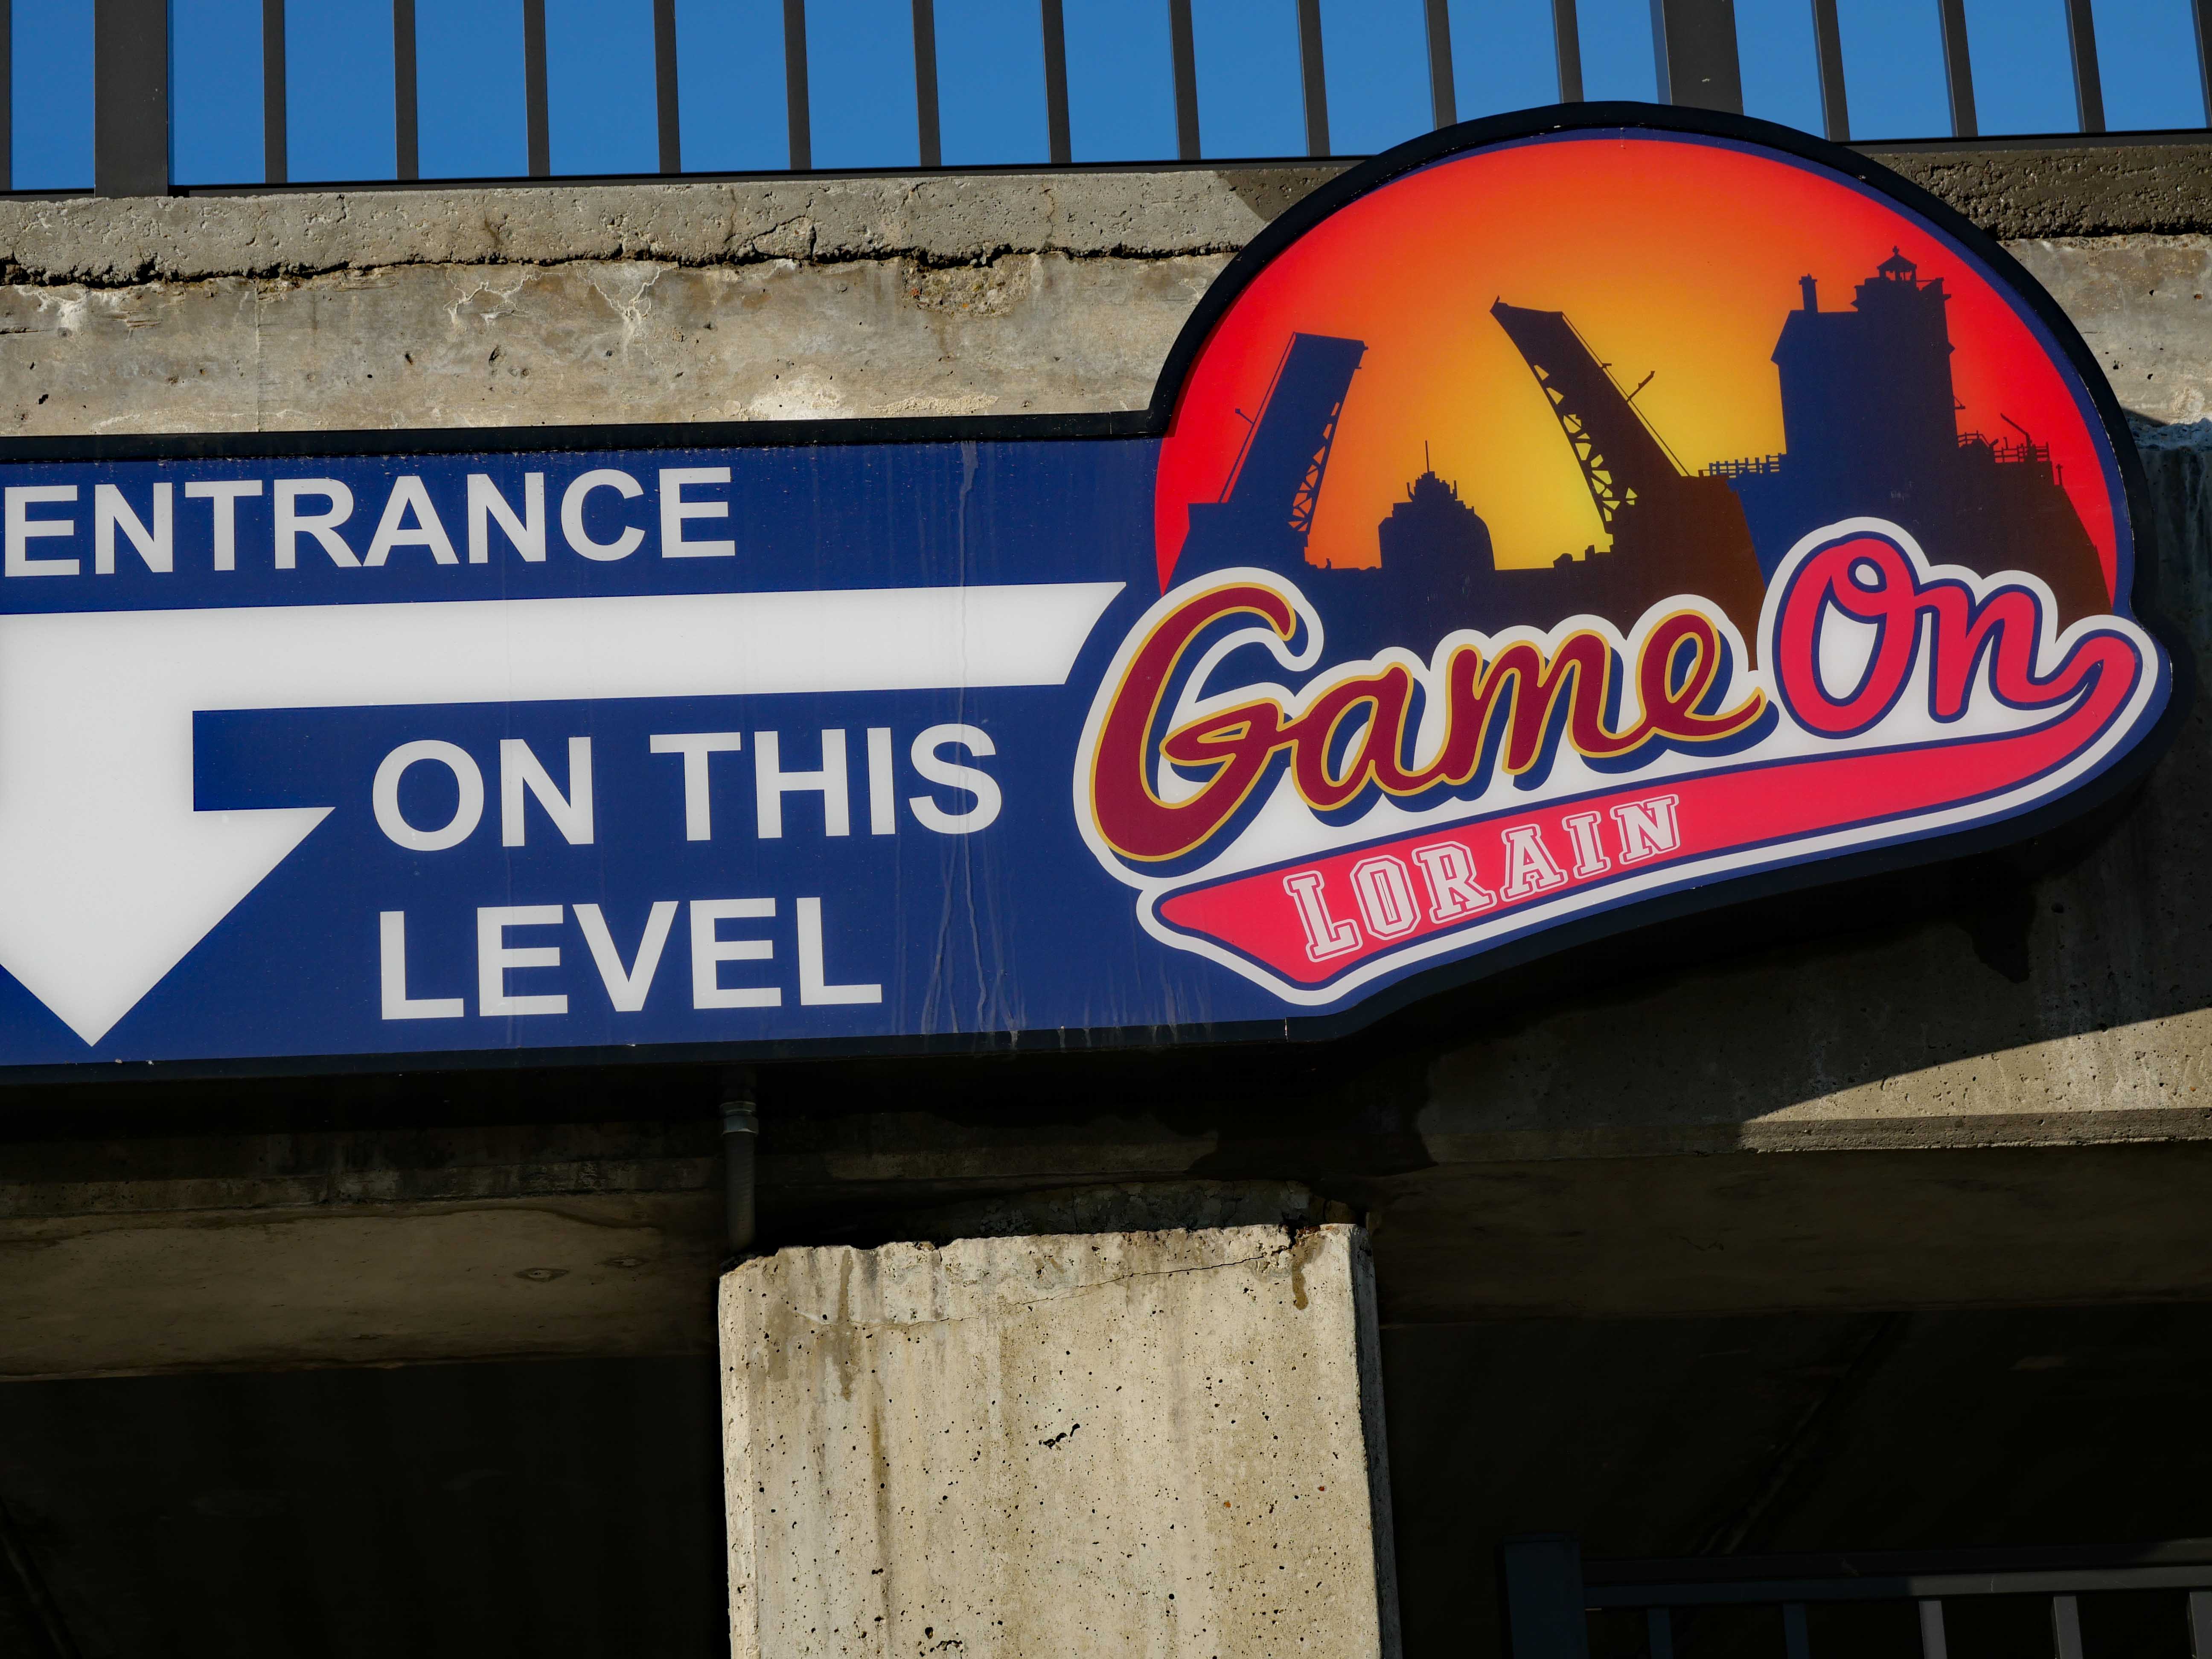 ENTRANCE
ON THIS
LEVEL
Game On
LORAIN